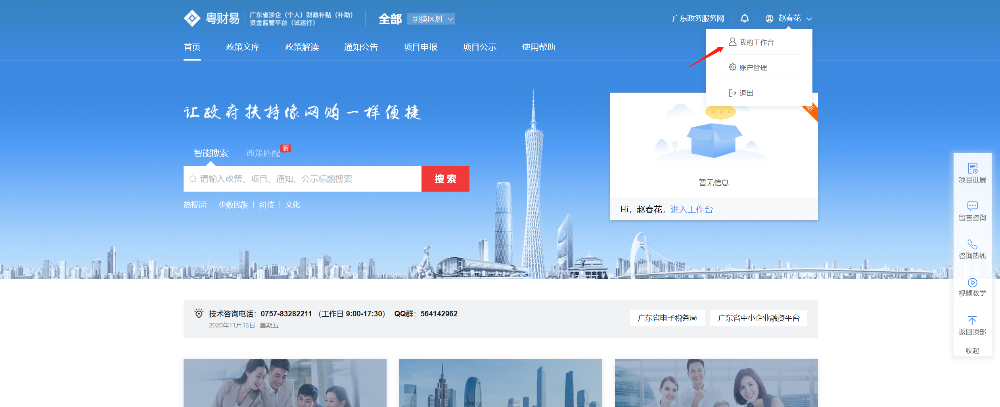 粤财易
广东省涉企（个人）财政补贴（补助）
资金监管平台（试运行）
全部
切换区划
广东政务服务网
赵春花
首页
政策文库
政策解读
通知公告
项目申报
项目公示
使用帮助
我的工作台
账户管理
退出
新
让政府扶持像网购一样便捷
智能搜索
政策匹配
新
请输入政策、项目、通知、公示标题搜索
搜 索
热搜词:
少数民族
科技
文化
暂无信息
Hi，赵春花，进入工作台
项目进展
留言咨询
咨询热线
视频教学
返回顶部
收起
技术咨询电话：0757-83282211 （工作日 9:00-17:30） QQ群：564142962
2020年11月13日 星期五
广东省电子税务局
广东省中小企业融资平台